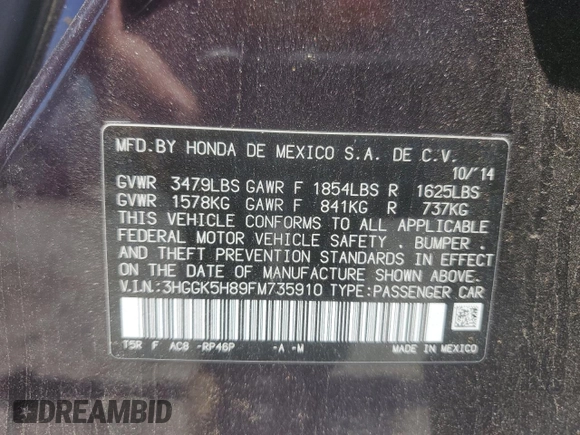 MFD.BY HONDA DE MEXICO S.A. DE C.V.
10/'14
GVWR 3479LBS GAWR F 1854LBS R 1625LBS
GVWR 1578KG GAWR F 841KG R 737KG
THIS VEHICLE CONFORMS TO ALL APPLICABLE
FEDERAL MOTOR VEHICLE SAFETY . BUMPER .
AND THEFT PREVENTION STANDARDS IN EFFECT
ON THE DATE OF MANUFACTURE SHOWN ABOVE.
V.I.N.:3HGGK5H89FM735910 TYPE:PASSENGER CAR
T5R F AC8 -RP46P -A -M MADE IN MEXICO
DREAMBID